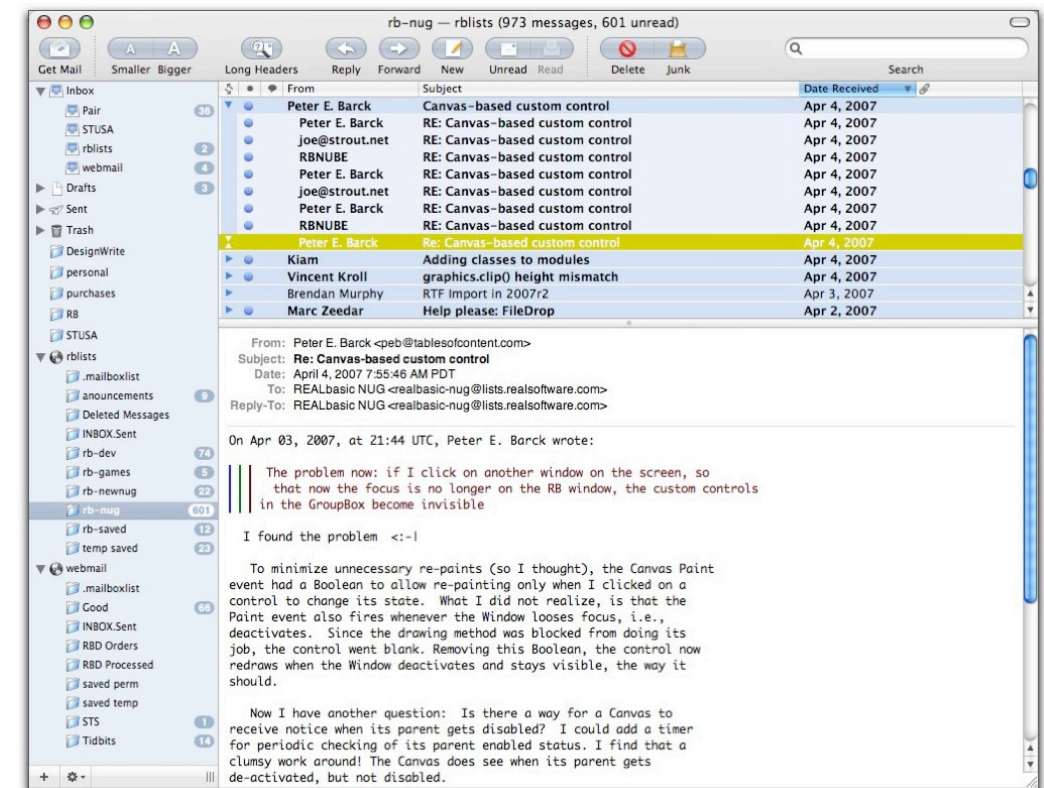 rb-nug — rblists (973 messages, 601 unread)
A A
Get Mail Smaller Bigger Long Headers Reply Forward New Unread Read Delete Junk Search
Inbox
Pair 36
STUSA
rblists 2
webmail 4
Drafts 3
Sent
Trash
DesignWrite
personal
purchases
RB
STUSA
rblists
.mailboxlist
anouncements 9
Deleted Messages
INBOX.Sent
rb-dev 74
rb-games 5
rb-newnug 22
rb-nug 601
rb-saved 12
temp saved 23
webmail
.mailboxlist
Good 66
INBOX.Sent
RBD Orders
RBD Processed
saved perm
saved temp
STS 1
Tidbits 14
From Subject Date Received
Peter E. Barck Canvas-based custom control Apr 4, 2007
Peter E. Barck RE: Canvas-based custom control Apr 4, 2007
joe@strout.net RE: Canvas-based custom control Apr 4, 2007
RBNUBE RE: Canvas-based custom control Apr 4, 2007
Peter E. Barck RE: Canvas-based custom control Apr 4, 2007
joe@strout.net RE: Canvas-based custom control Apr 4, 2007
Peter E. Barck RE: Canvas-based custom control Apr 4, 2007
RBNUBE RE: Canvas-based custom control Apr 4, 2007
Peter E. Barck Re: Canvas-based custom control Apr 4, 2007
Kiam Adding classes to modules Apr 4, 2007
Vincent Kroll graphics.clip() height mismatch Apr 4, 2007
Brendan Murphy RTF Import in 2007r2 Apr 3, 2007
Marc Zeedar Help please: FileDrop Apr 2, 2007
From: Peter E. Barck <peb@tablesofcontent.com>
Subject: Re: Canvas-based custom control
Date: April 4, 2007 7:55:46 AM PDT
To: REALbasic NUG <realbasic-nug@lists.realsoftware.com>
Reply-To: REALbasic NUG <realbasic-nug@lists.realsoftware.com>
On Apr 03, 2007, at 21:44 UTC, Peter E. Barck wrote:
The problem now: if I click on another window on the screen, so
that now the focus is no longer on the RB window, the custom controls
in the GroupBox become invisible
I found the problem <:-|
To minimize unnecessary re-paints (so I thought), the Canvas Paint
event had a Boolean to allow re-painting only when I clicked on a
control to change its state. What I did not realize, is that the
Paint event also fires whenever the Window looses focus, i.e.,
deactivates. Since the drawing method was blocked from doing its
job, the control went blank. Removing this Boolean, the control now
redraws when the Window deactivates and stays visible, the way it
should.
Now I have another question: Is there a way for a Canvas to
receive notice when its parent gets disabled? I could add a timer
for periodic checking of its parent enabled status. I find that a
clumsy work around! The Canvas does see when its parent gets
de-activated, but not disabled.